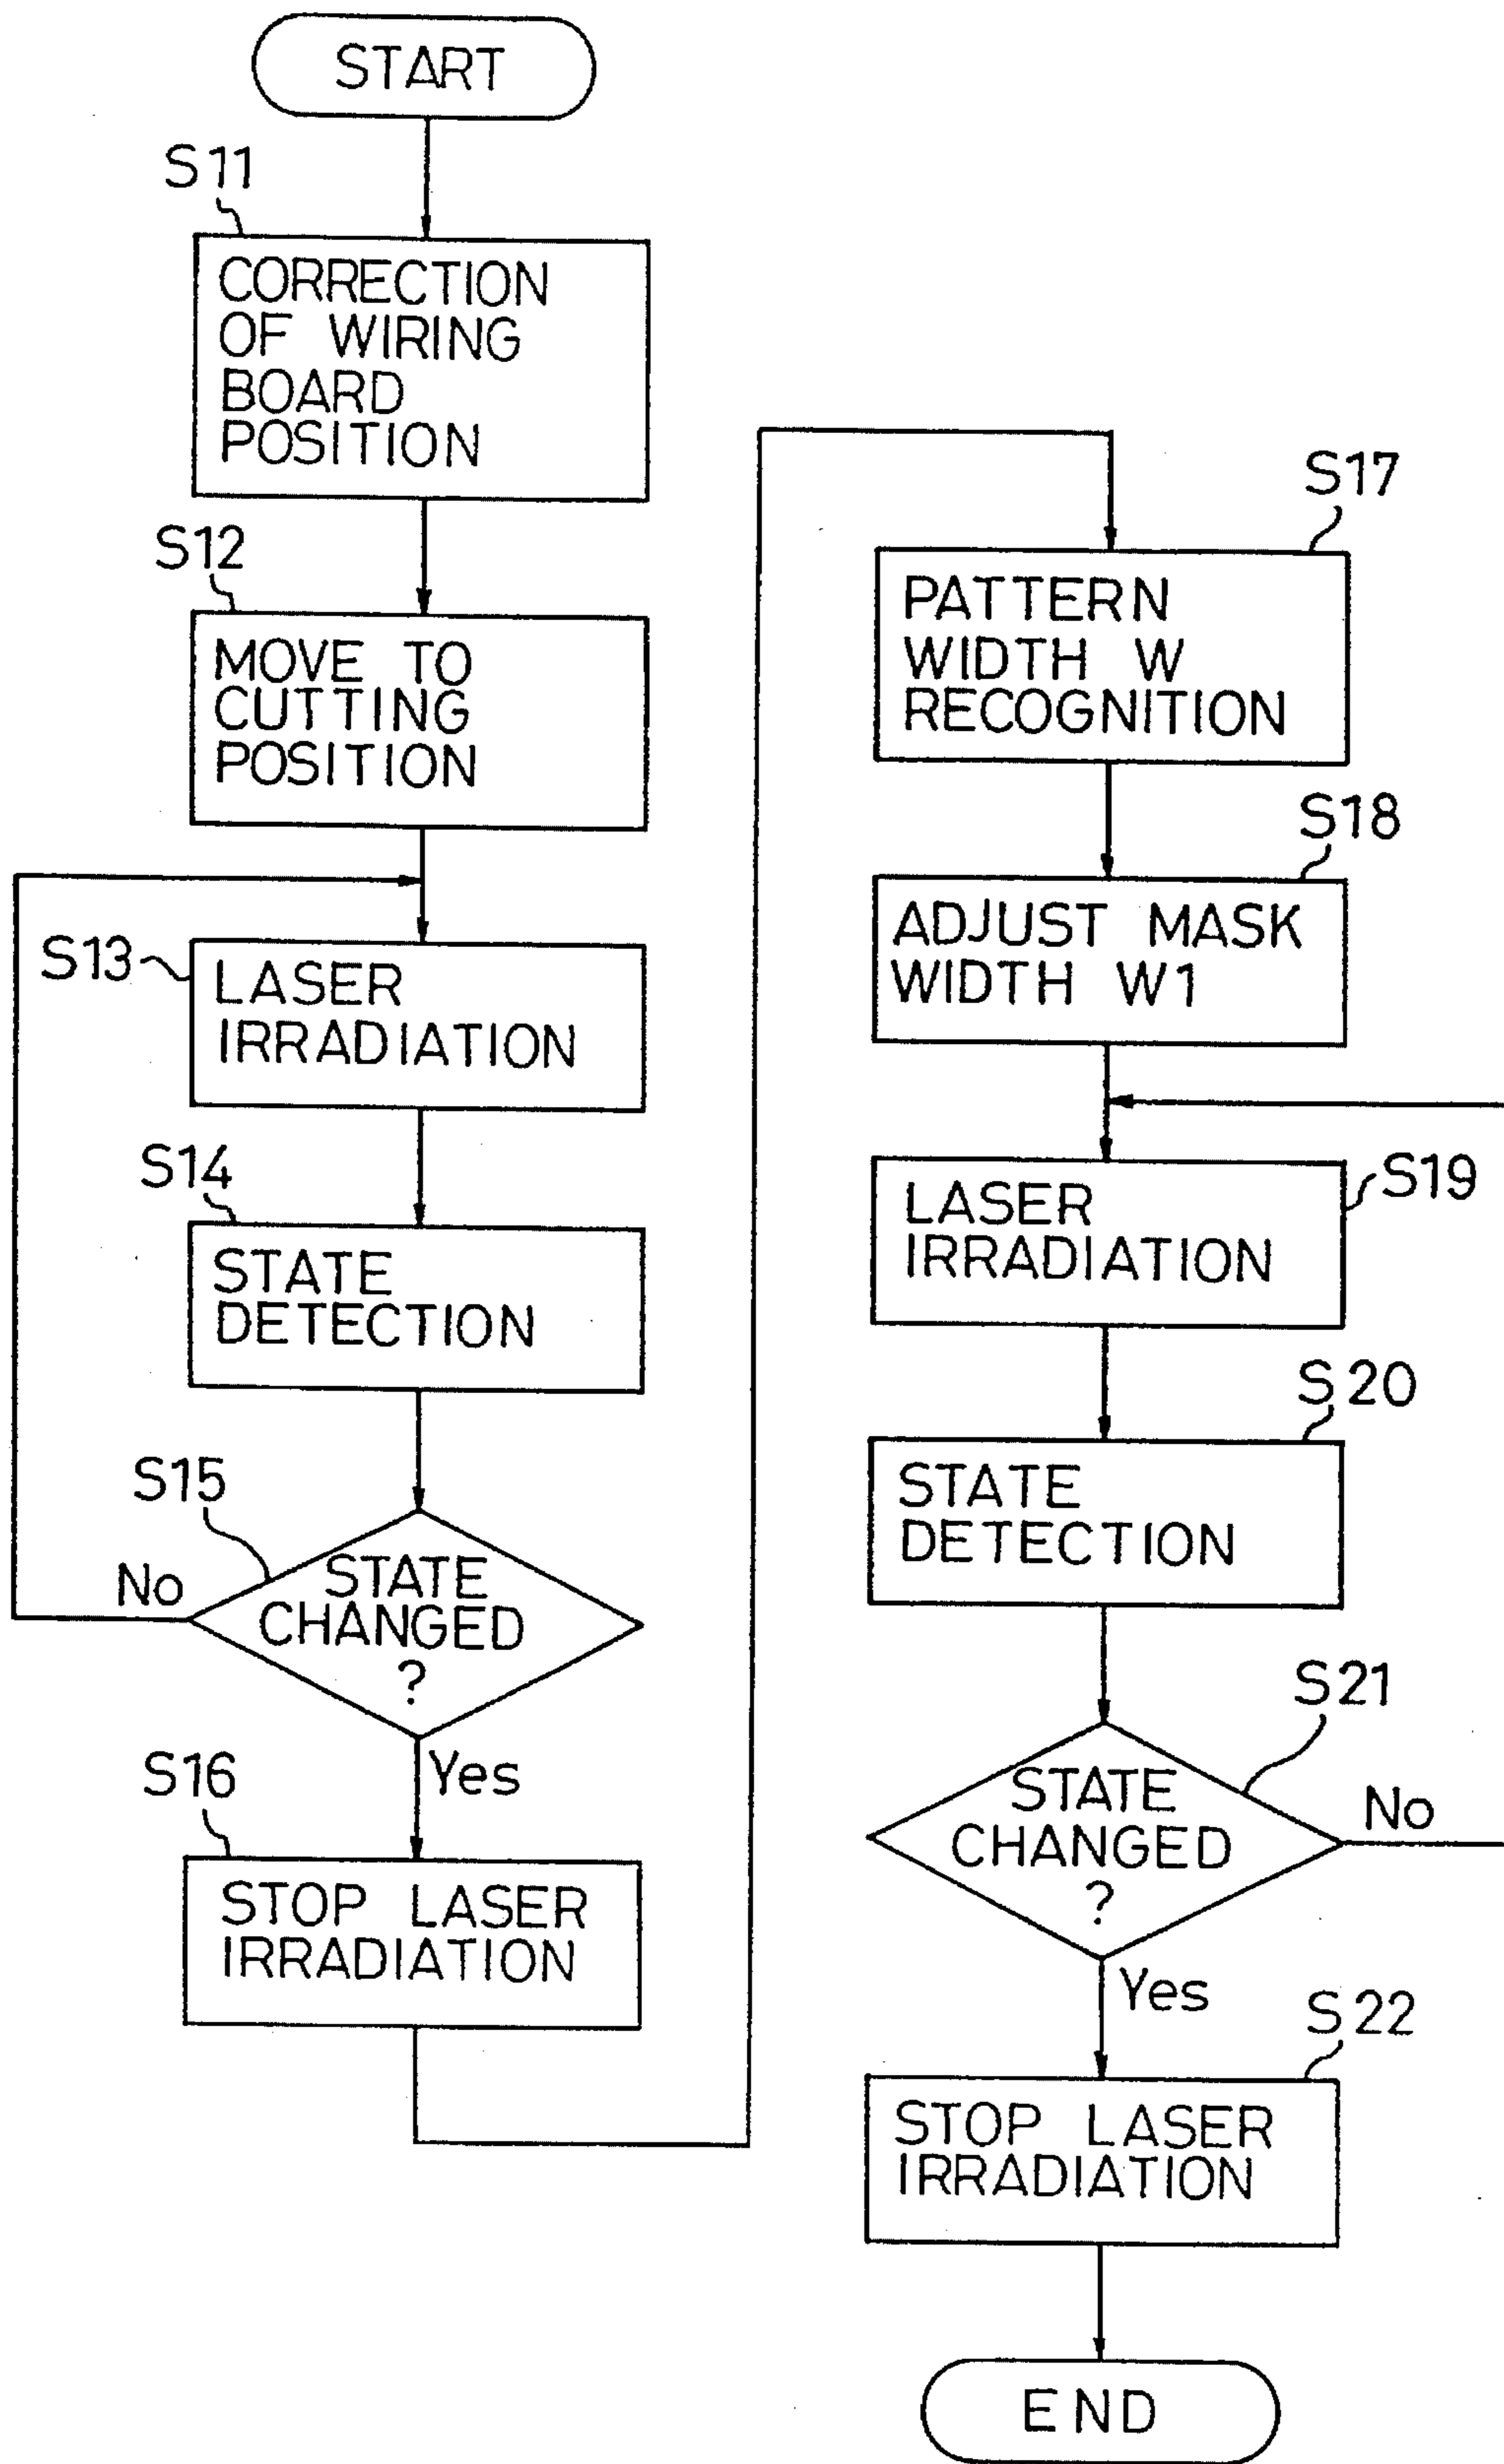 START
S11
CORRECTION
OF WIRING
BOARD
POSITION
S12
MOVE TO
CUTTING
POSITION
S13
LASER
IRRADIATION
S14
STATE
DETECTION
S15
STATE
CHANGED
?
No
Yes
S16
STOP LASER
IRRADIATION
S17
PATTERN
WIDTH W
RECOGNITION
S18
ADJUST MASK
WIDTH W1
S19
LASER
IRRADIATION
S20
STATE
DETECTION
S21
STATE
CHANGED
?
No
Yes
S22
STOP LASER
IRRADIATION
END